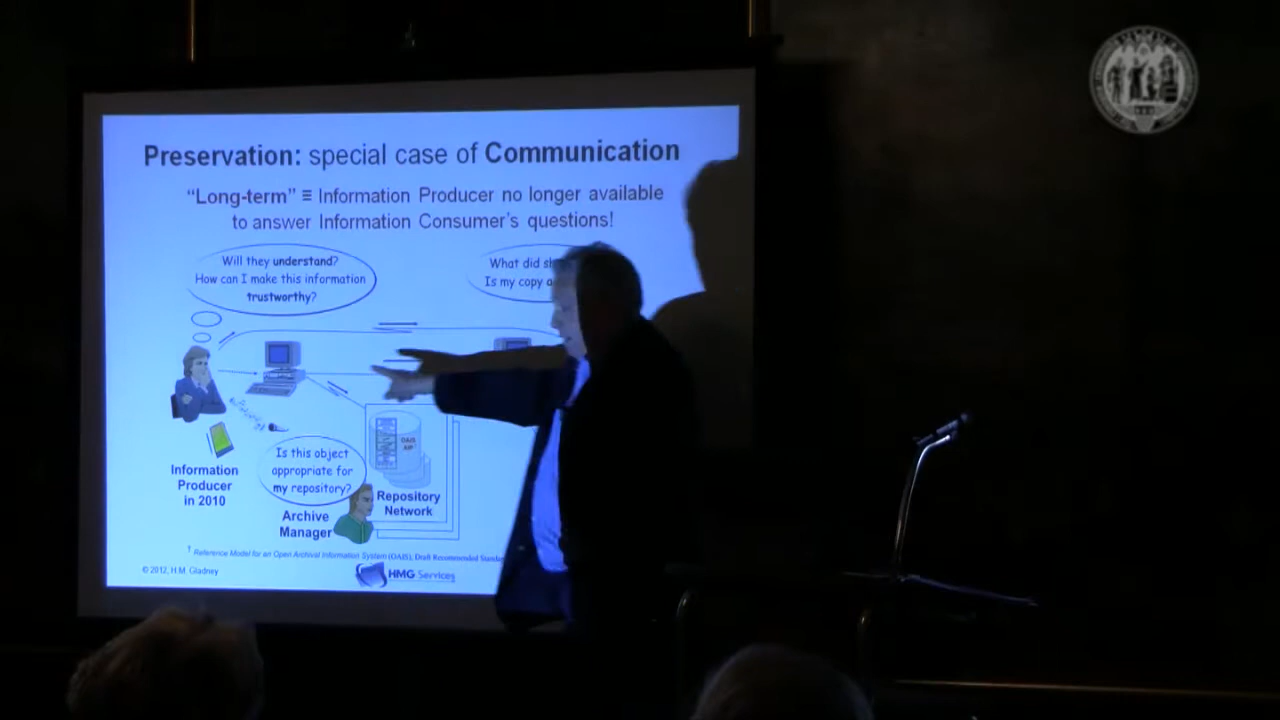 Preservation: special case of Communication
“Long-term” ≡ Information Producer no longer available
to answer Information Consumer's questions!
Will they understand?
How can I make this information
trustworthy?
What did
Is my copy
Is this object
appropriate for
my repository?
OAIS
AIP
Information
Producer
in 2010
Repository
Network
Archive
Manager
† Reference Model for an Open Archival Information System (OAIS), Draft Recommended
© 2012, H.M. Gladney
HMG Services